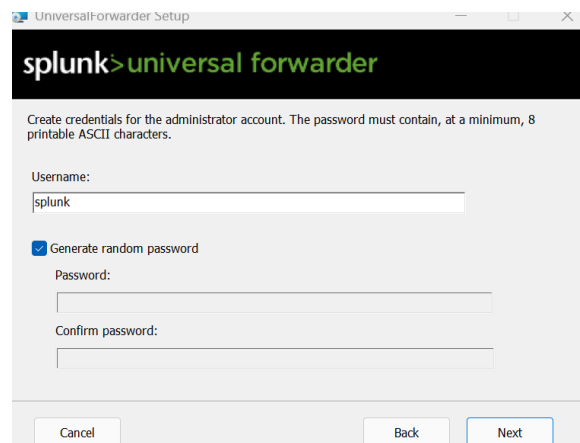 UniversalForwarder Setup
splunk>universal forwarder
Create credentials for the administrator account. The password must contain, at a minimum, 8
printable ASCII characters.
Username:
splunk
Generate random password
Password:
Confirm password:
Cancel
Back
Next